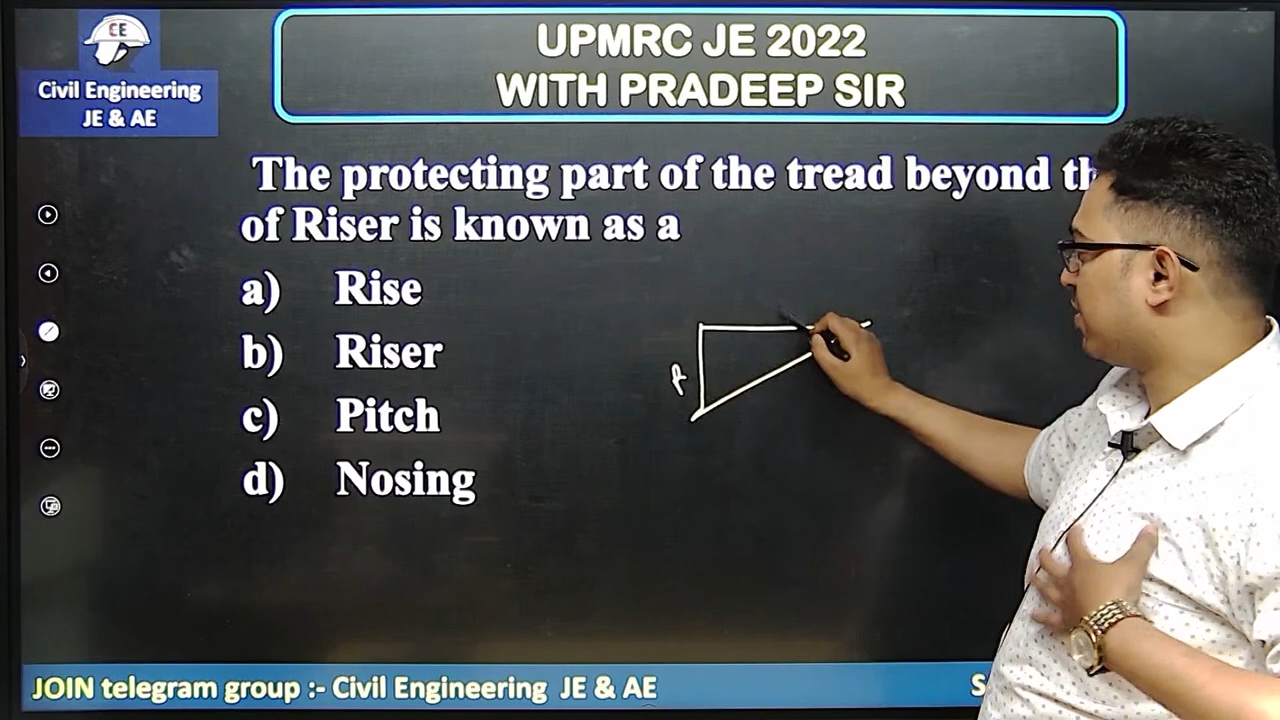 CE
Civil Engineering
JE & AE
UPMRC JE 2022
WITH PRADEEP SIR
The protecting part of the tread beyond
of Riser is known as a
a) Rise
b) Riser
c) Pitch
d) Nosing
JOIN telegram group :- Civil Engineering JE & AE